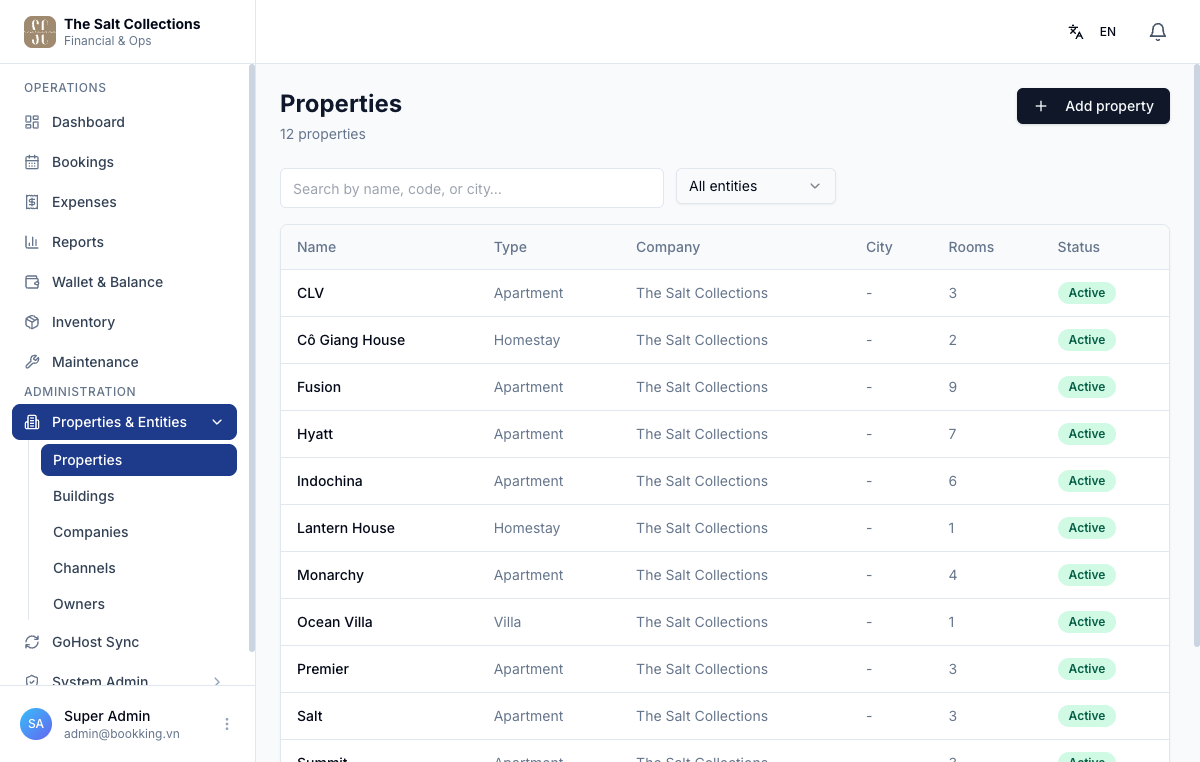 The Salt Collections
Financial & Ops
EN
OPERATIONS
Dashboard
Bookings
Expenses
Reports
Wallet & Balance
Inventory
Maintenance
ADMINISTRATION
Properties & Entities
Properties
Buildings
Companies
Channels
Owners
GoHost Sync
System Admin
SA
Super Admin
admin@bookking.vn
Properties
12 properties
Add property
Search by name, code, or city...
All entities
Name Type Company City Rooms Status
CLV Apartment The Salt Collections - 3 Active
Cô Giang House Homestay The Salt Collections - 2 Active
Fusion Apartment The Salt Collections - 9 Active
Hyatt Apartment The Salt Collections - 7 Active
Indochina Apartment The Salt Collections - 6 Active
Lantern House Homestay The Salt Collections - 1 Active
Monarchy Apartment The Salt Collections - 4 Active
Ocean Villa Villa The Salt Collections - 1 Active
Premier Apartment The Salt Collections - 3 Active
Salt Apartment The Salt Collections - 3 Active
Summit Apartment The Salt Collections - Active